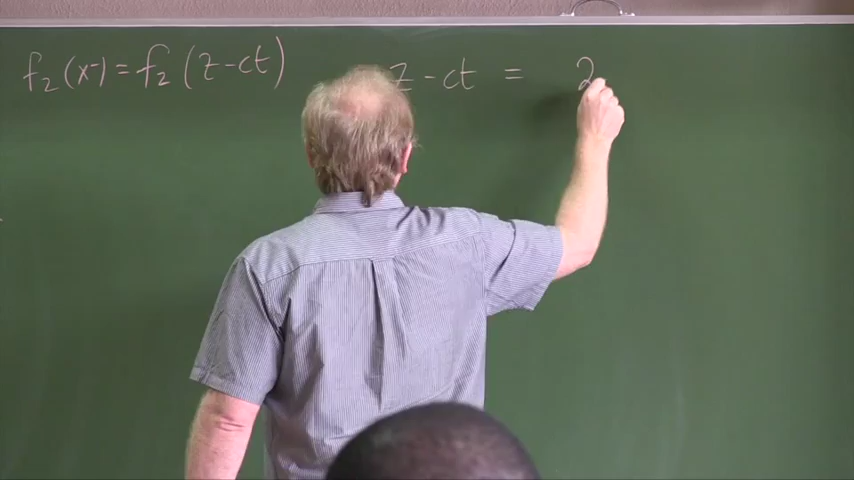 f₂(x-) = f₂(z-ct) z - ct = 2